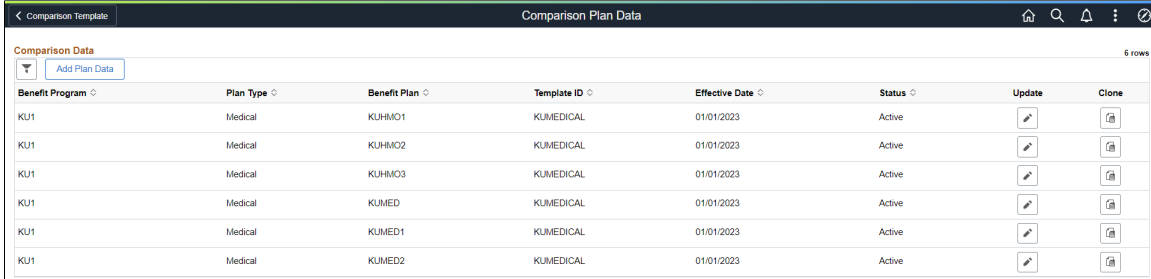 Comparison Template Comparison Plan Data
Comparison Data 6 rows
Add Plan Data
Benefit Program Plan Type Benefit Plan Template ID Effective Date Status Update Clone
KU1 Medical KUHMO1 KUMEDICAL 01/01/2023 Active
KU1 Medical KUHMO2 KUMEDICAL 01/01/2023 Active
KU1 Medical KUHMO3 KUMEDICAL 01/01/2023 Active
KU1 Medical KUMED KUMEDICAL 01/01/2023 Active
KU1 Medical KUMED1 KUMEDICAL 01/01/2023 Active
KU1 Medical KUMED2 KUMEDICAL 01/01/2023 Active